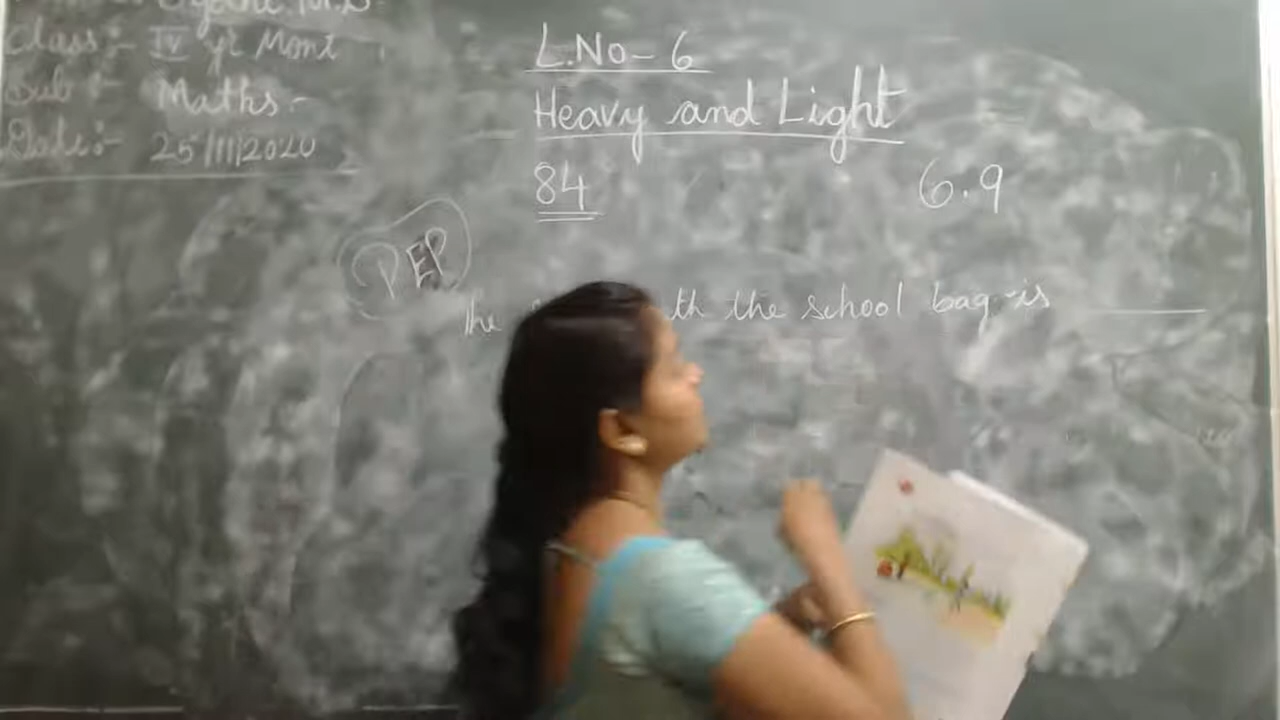 Class:- IV yr Mont
Sub :- Maths-
Date:- 25/11/2020
L.No-6
Heavy and Light
84
6.9
PEP
The th the school bag is